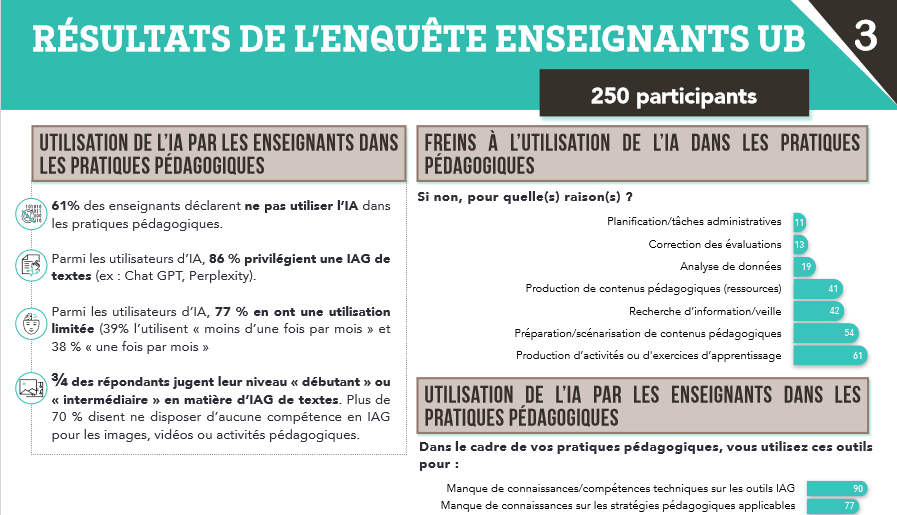 RÉSULTATS DE L'ENQUÊTE ENSEIGNANTS UB
3
250 participants
UTILISATION DE L'IA PAR LES ENSEIGNANTS DANS
LES PRATIQUES PÉDAGOGIQUES
61% des enseignants déclarent ne pas utiliser l'IA dans
les pratiques pédagogiques.
Parmi les utilisateurs d'IA, 86 % privilégient une IAG de
textes (ex : Chat GPT, Perplexity).
Parmi les utilisateurs d'IA, 77 % en ont une utilisation
limitée (39% l'utilisent « moins d'une fois par mois » et
38 % « une fois par mois »
¾ des répondants jugent leur niveau « débutant » ou
« intermédiaire » en matière d'IAG de textes. Plus de
70 % disent ne disposer d'aucune compétence en IAG
pour les images, vidéos ou activités pédagogiques.
FREINS À L'UTILISATION DE L'IA DANS LES PRATIQUES
PÉDAGOGIQUES
Si non, pour quelle(s) raison(s) ?
Planification/tâches administratives 11
Correction des évaluations 13
Analyse de données 19
Production de contenus pédagogiques (ressources) 41
Recherche d'information/veille 42
Préparation/scénarisation de contenus pédagogiques 54
Production d'activités ou d'exercices d'apprentissage 61
UTILISATION DE L'IA PAR LES ENSEIGNANTS DANS LES
PRATIQUES PÉDAGOGIQUES
Dans le cadre de vos pratiques pédagogiques, vous utilisez ces outils
pour :
Manque de connaissances/compétences techniques sur les outils IAG 90
Manque de connaissances sur les stratégies pédagogiques applicables 77